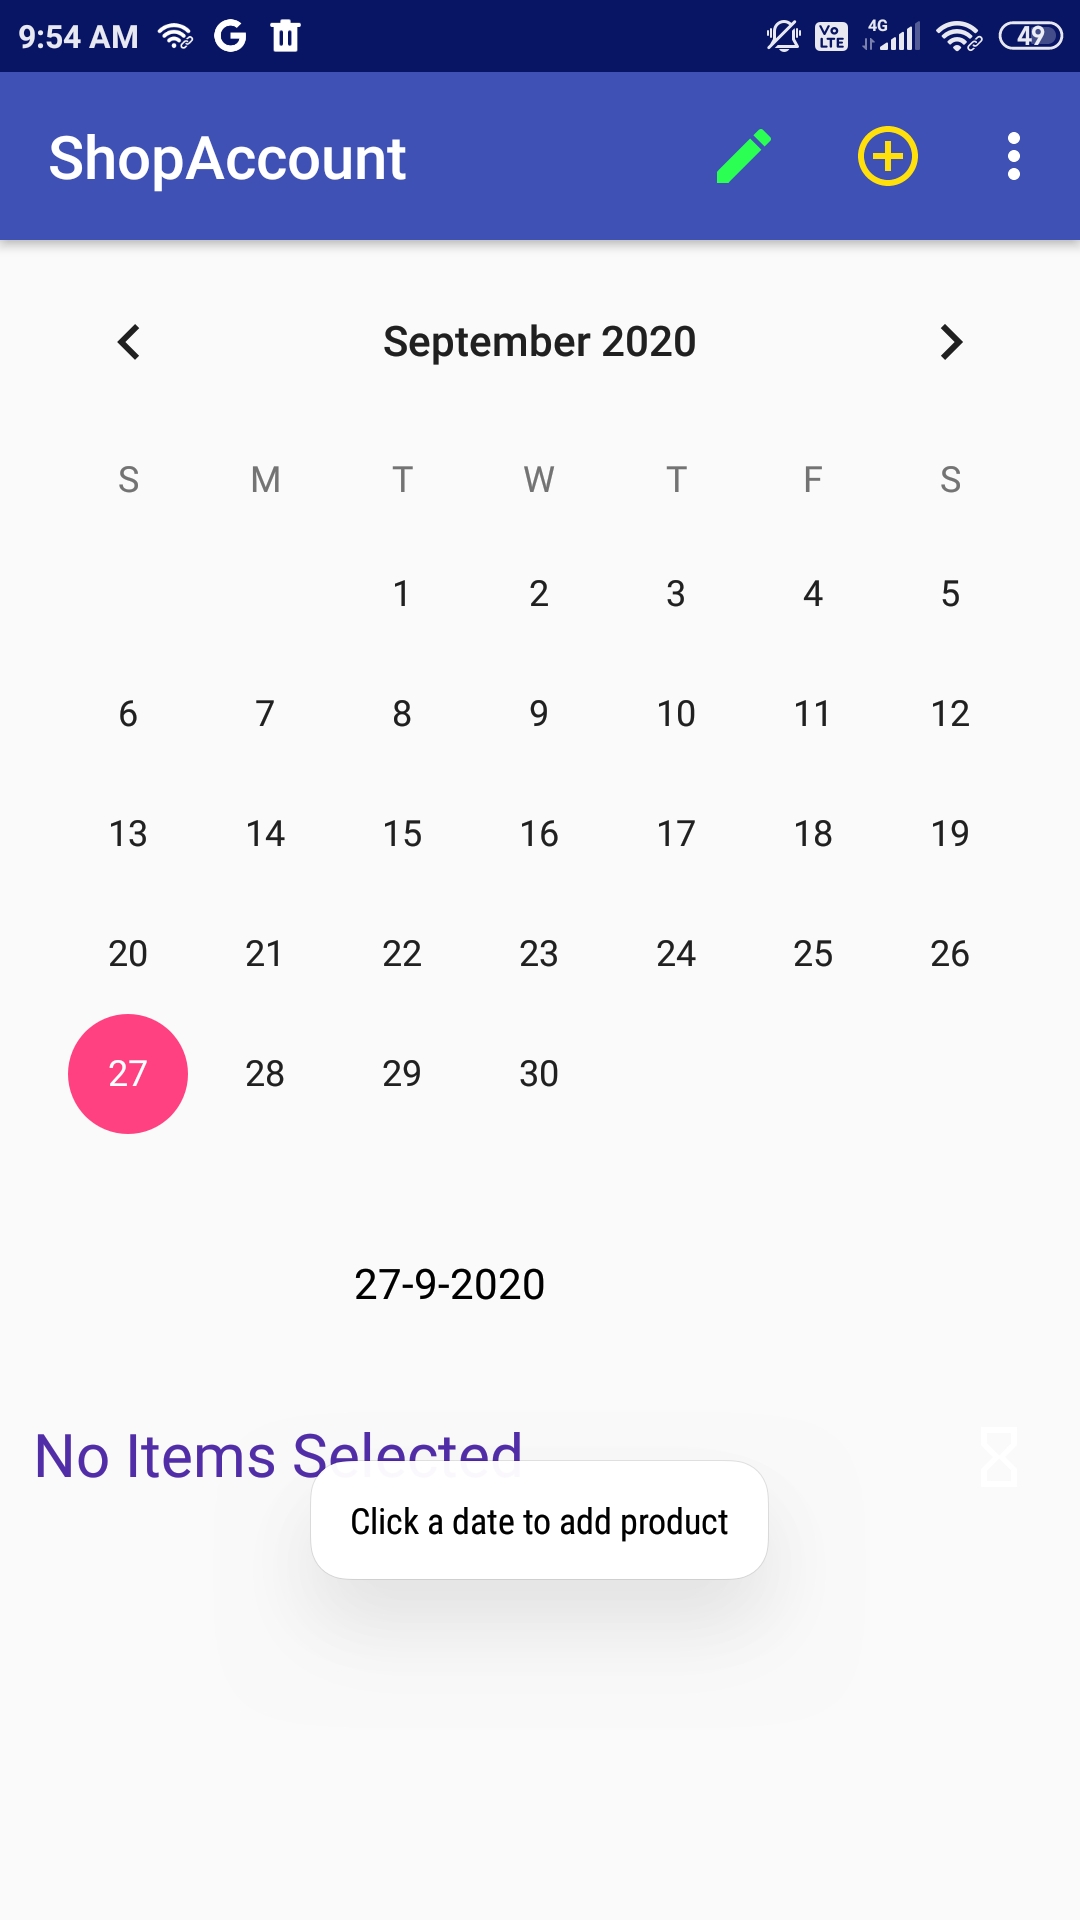 9:54 AM G Vo LTE 4G 49
ShopAccount
September 2020
S M T W T F S
1 2 3 4 5
6 7 8 9 10 11 12
13 14 15 16 17 18 19
20 21 22 23 24 25 26
27 28 29 30
27-9-2020
No Items Selected
Click a date to add product